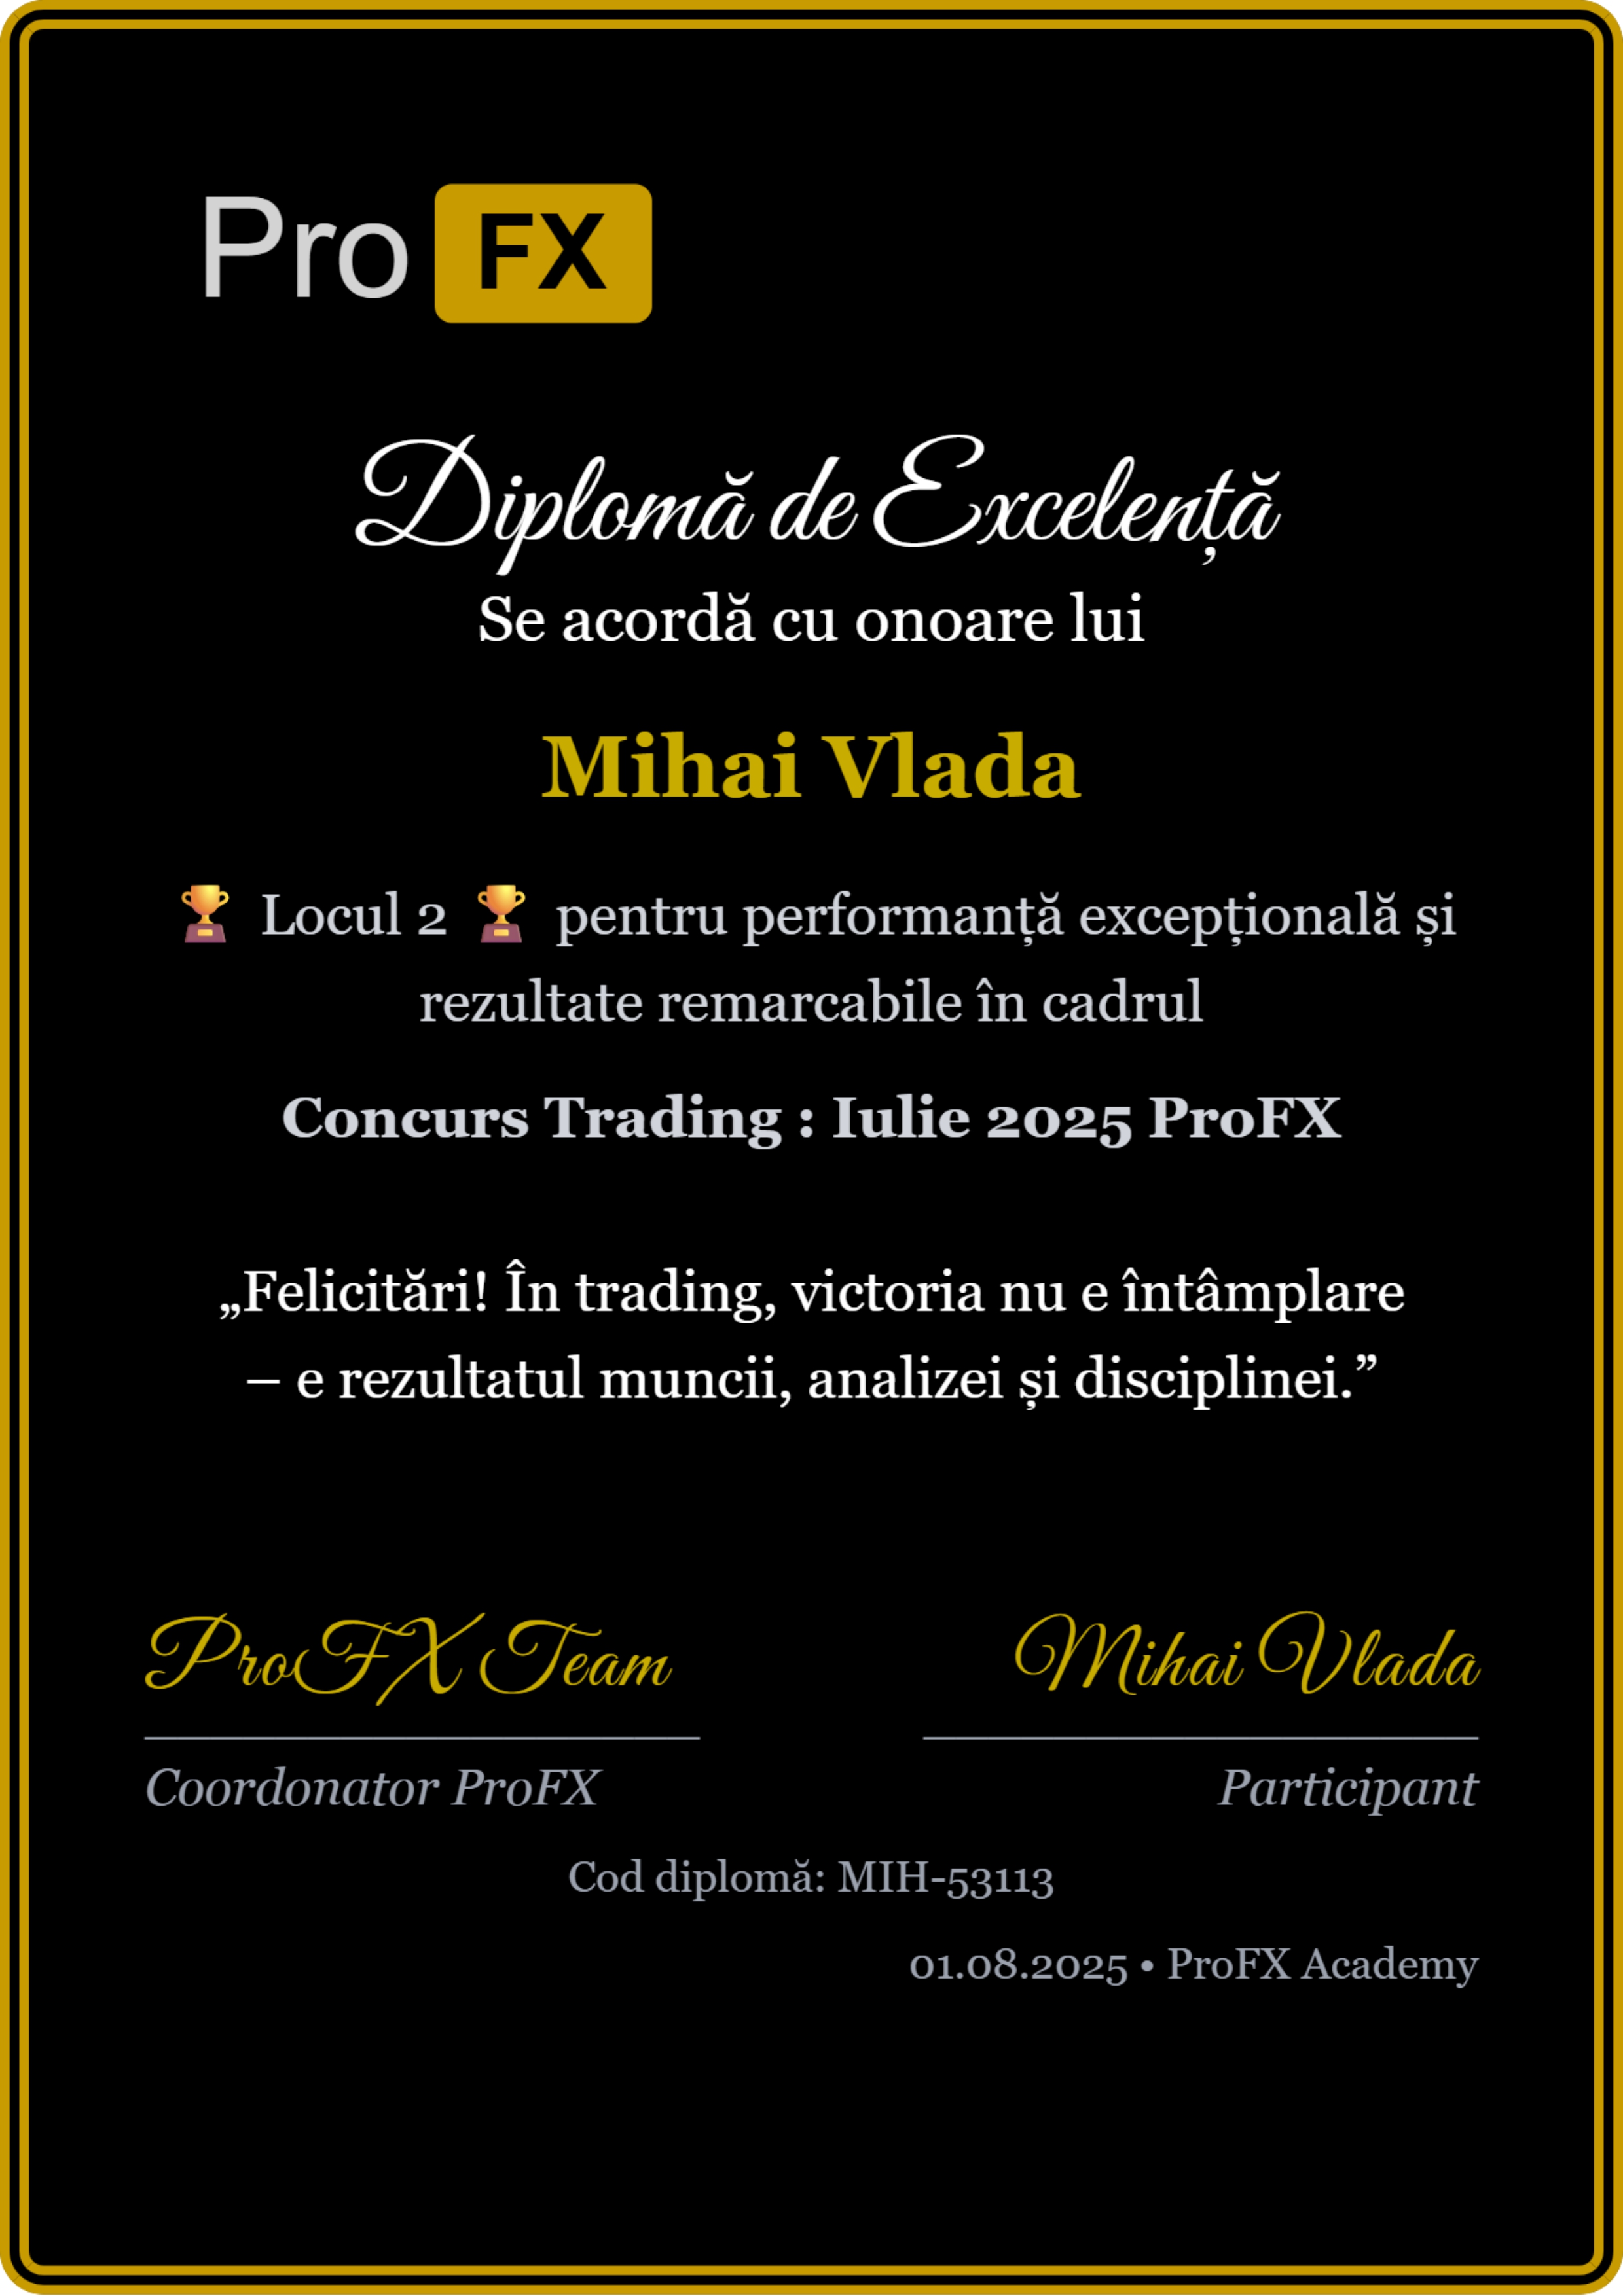 Pro FX
Diplomă de Excelență
Se acordă cu onoare lui
Mihai Vlada
🏆 Locul 2 🏆 pentru performanță excepțională și
rezultate remarcabile în cadrul
Concurs Trading : Iulie 2025 ProFX
„Felicitări! În trading, victoria nu e întâmplare
– e rezultatul muncii, analizei și disciplinei.”
ProFX Team
Mihai Vlada
Coordonator ProFX
Participant
Cod diplomă: MIH-53113
01.08.2025 • ProFX Academy